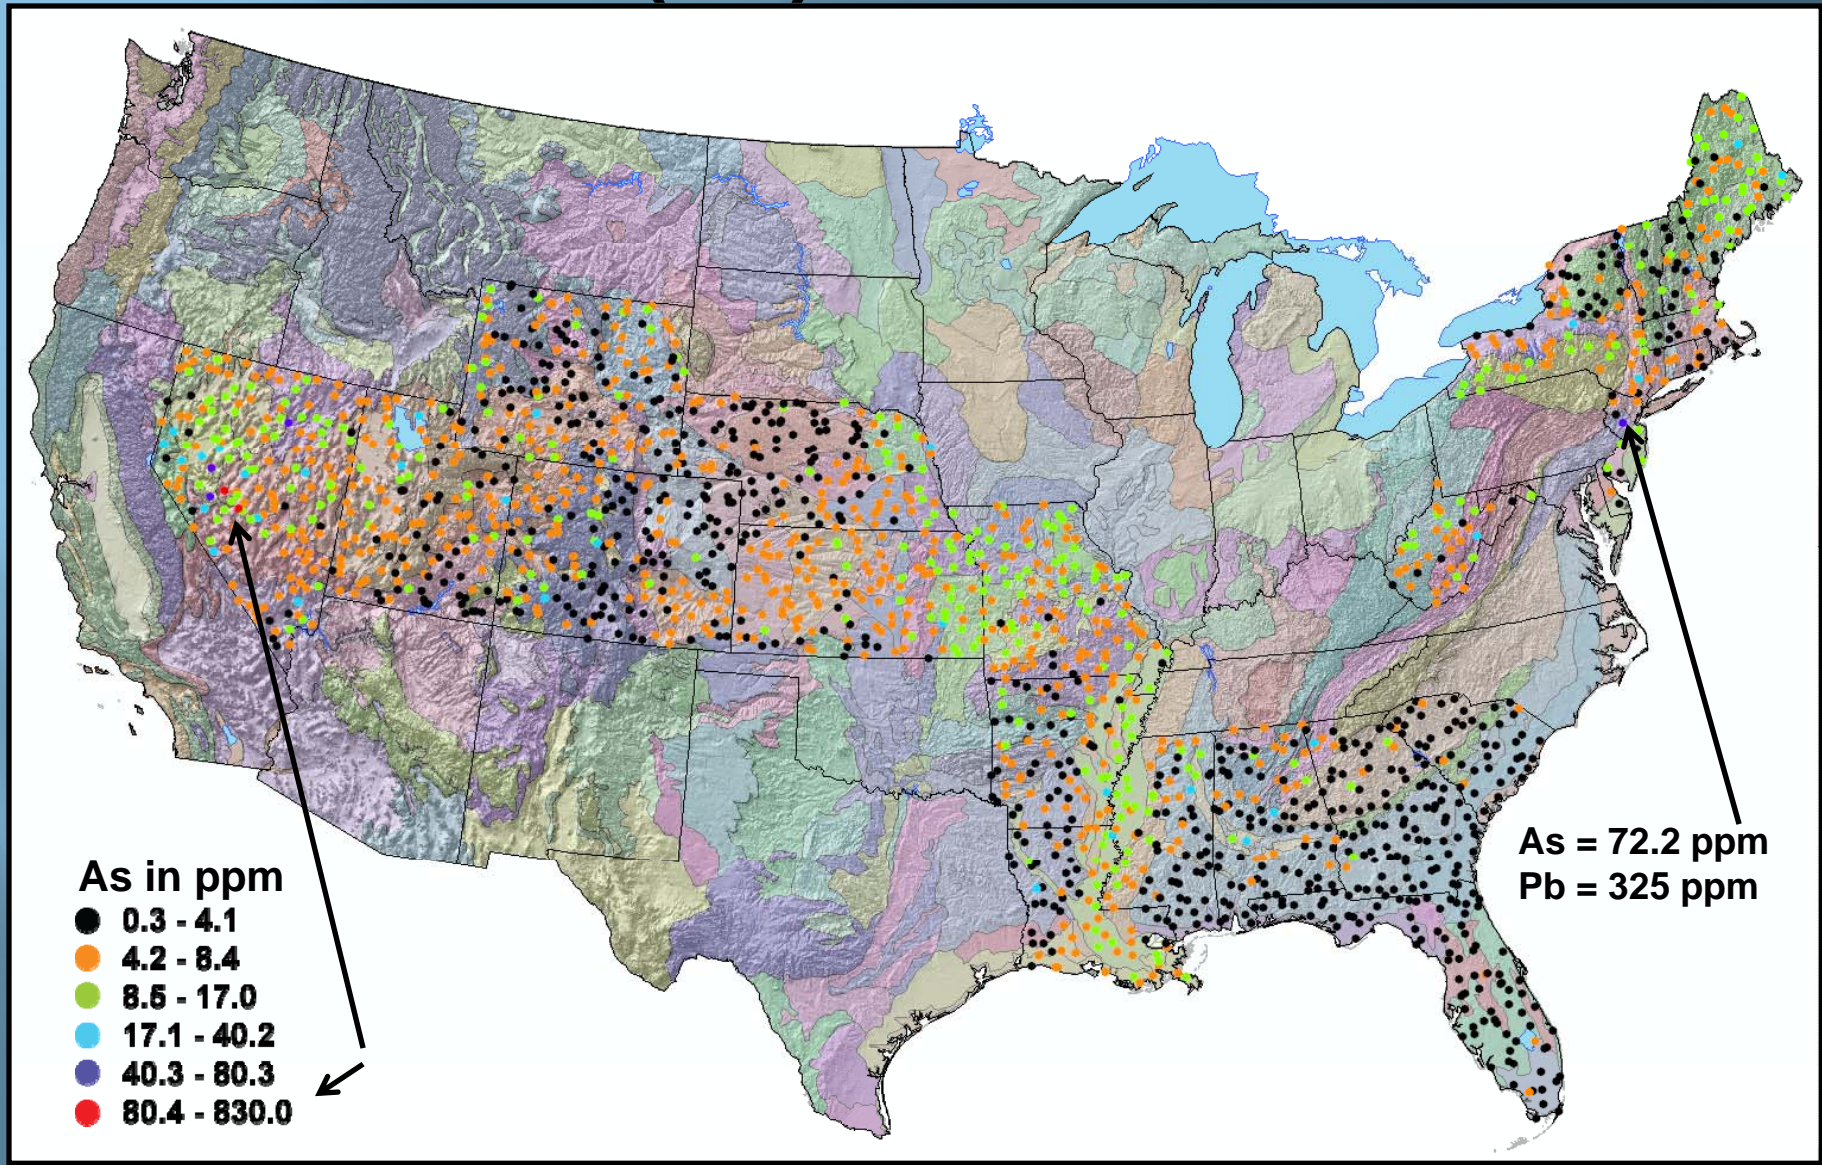 As in ppm
0.3 - 4.1
4.2 - 8.4
8.5 - 17.0
17.1 - 40.2
40.3 - 80.3
80.4 - 830.0
As = 72.2 ppm
Pb = 325 ppm